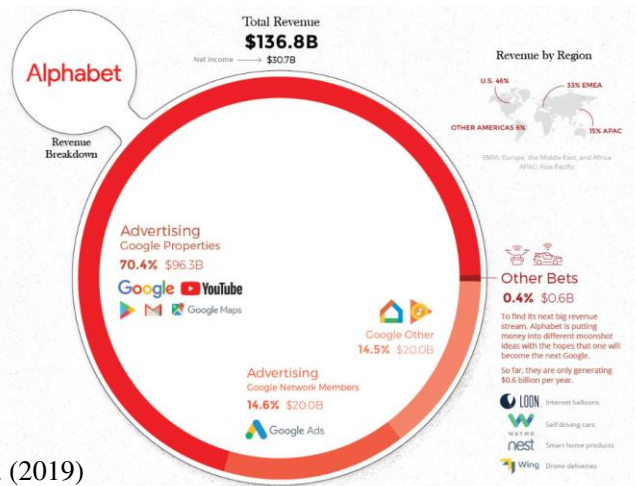 Total Revenue
$136.8B
Net Income $30.7B
Alphabet
Revenue
Breakdown
Revenue by Region
U.S. 46%
33% EMEA
OTHER AMERICAS 6%
15% APAC
EMIA: Europe, the Middle East, and Africa
APAC: Asia Pacific
Advertising
Google Properties
70.4% $96.3B
Google YouTube
Google Maps
Google Other
14.5% $20.0B
Advertising
Google Network Members
14.6% $20.0B
Google Ads
Other Bets
0.4% $0.6B
To find its next big revenue
stream, Alphabet is putting
money into different moonshot
ideas with the hopes that one will
become the next Google.
So far, they are only generating
$0.6 billion per year.
LOON Internet balloons
WAYMO Self driving cars
nest Smart home products
Wing Drone deliveries
. (2019)